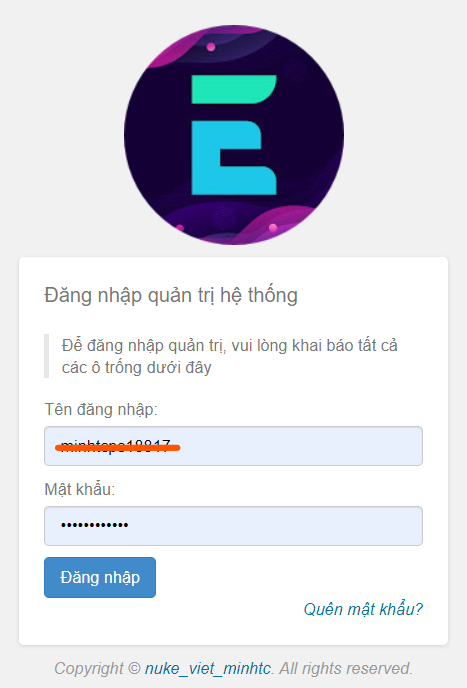 Đăng nhập quản trị hệ thống
Để đăng nhập quản trị, vui lòng khai báo tất cả
các ô trống dưới đây
Tên đăng nhập:
Mật khẩu:
••••••••••••
Đăng nhập
Quên mật khẩu?
Copyright © nuke_viet_minhtc. All rights reserved.